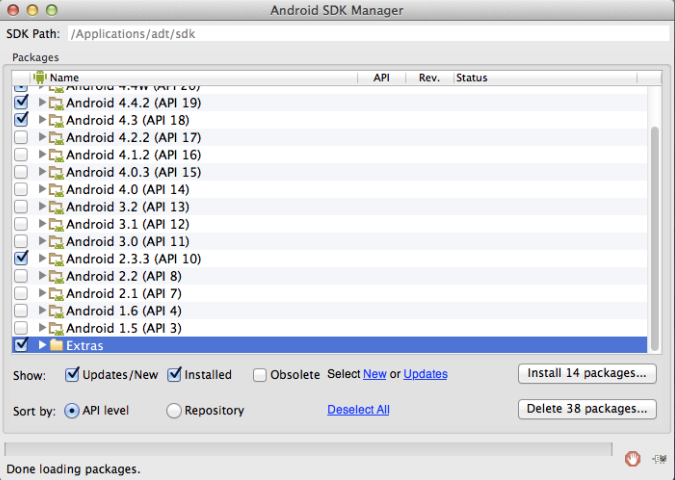 Android SDK Manager
SDK Path: /Applications/adt/sdk
Packages
Name API Rev. Status
Android 4.4W (API 20)
Android 4.4.2 (API 19)
Android 4.3 (API 18)
Android 4.2.2 (API 17)
Android 4.1.2 (API 16)
Android 4.0.3 (API 15)
Android 4.0 (API 14)
Android 3.2 (API 13)
Android 3.1 (API 12)
Android 3.0 (API 11)
Android 2.3.3 (API 10)
Android 2.2 (API 8)
Android 2.1 (API 7)
Android 1.6 (API 4)
Android 1.5 (API 3)
Extras
Show: Updates/New Installed Obsolete Select New or Updates Install 14 packages...
Sort by: API level Repository Deselect All Delete 38 packages...
Done loading packages.